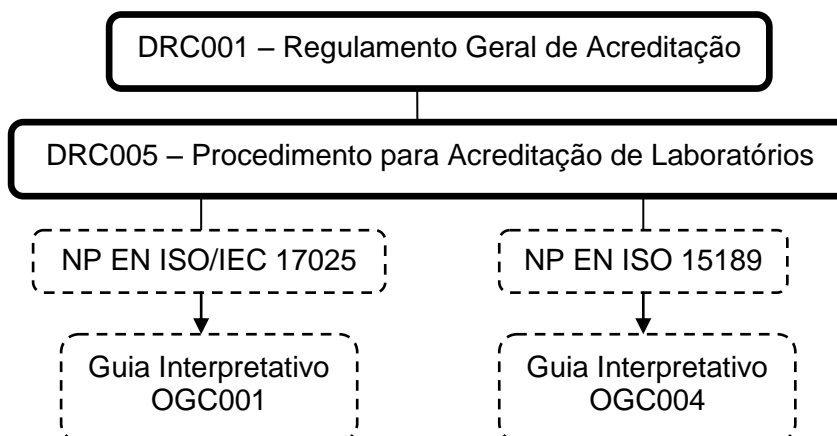 DRC001 – Regulamento Geral de Acreditação
DRC005 – Procedimento para Acreditação de Laboratórios
NP EN ISO/IEC 17025
NP EN ISO 15189
Guia Interpretativo
OGC001
Guia Interpretativo
OGC004